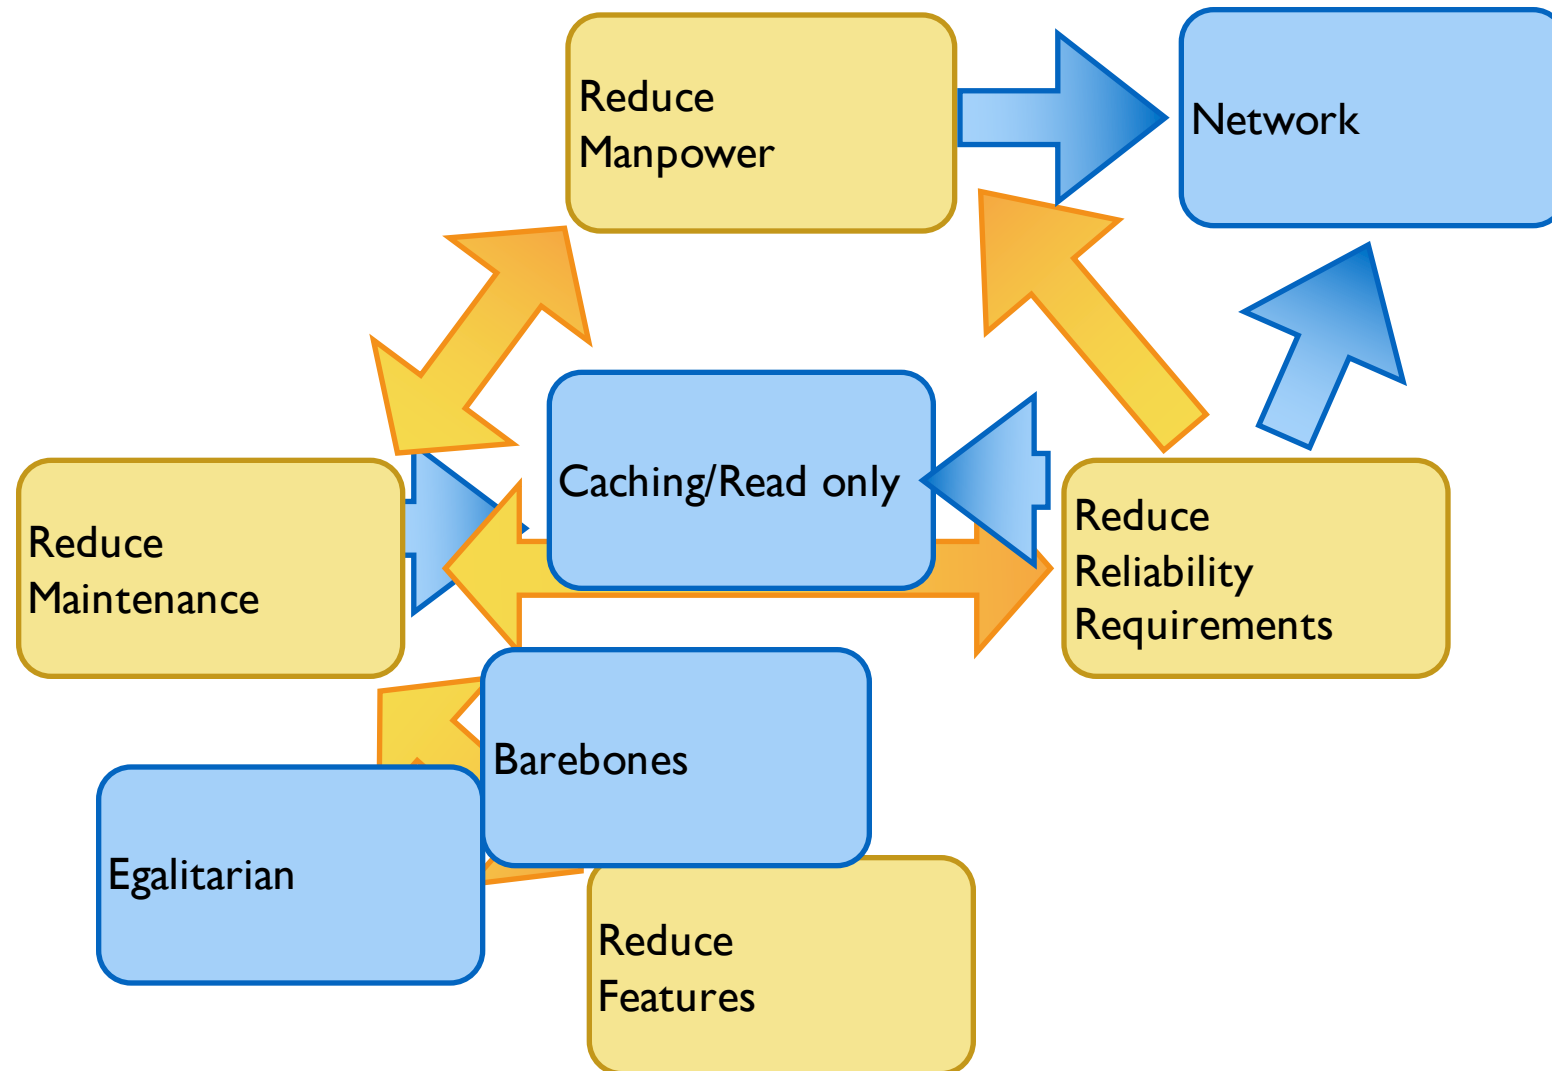 Reduce
Manpower
Network
Caching/Read only
Reduce
Maintenance
Reduce
Reliability
Requirements
Barebones
Egalitarian
Reduce
Features